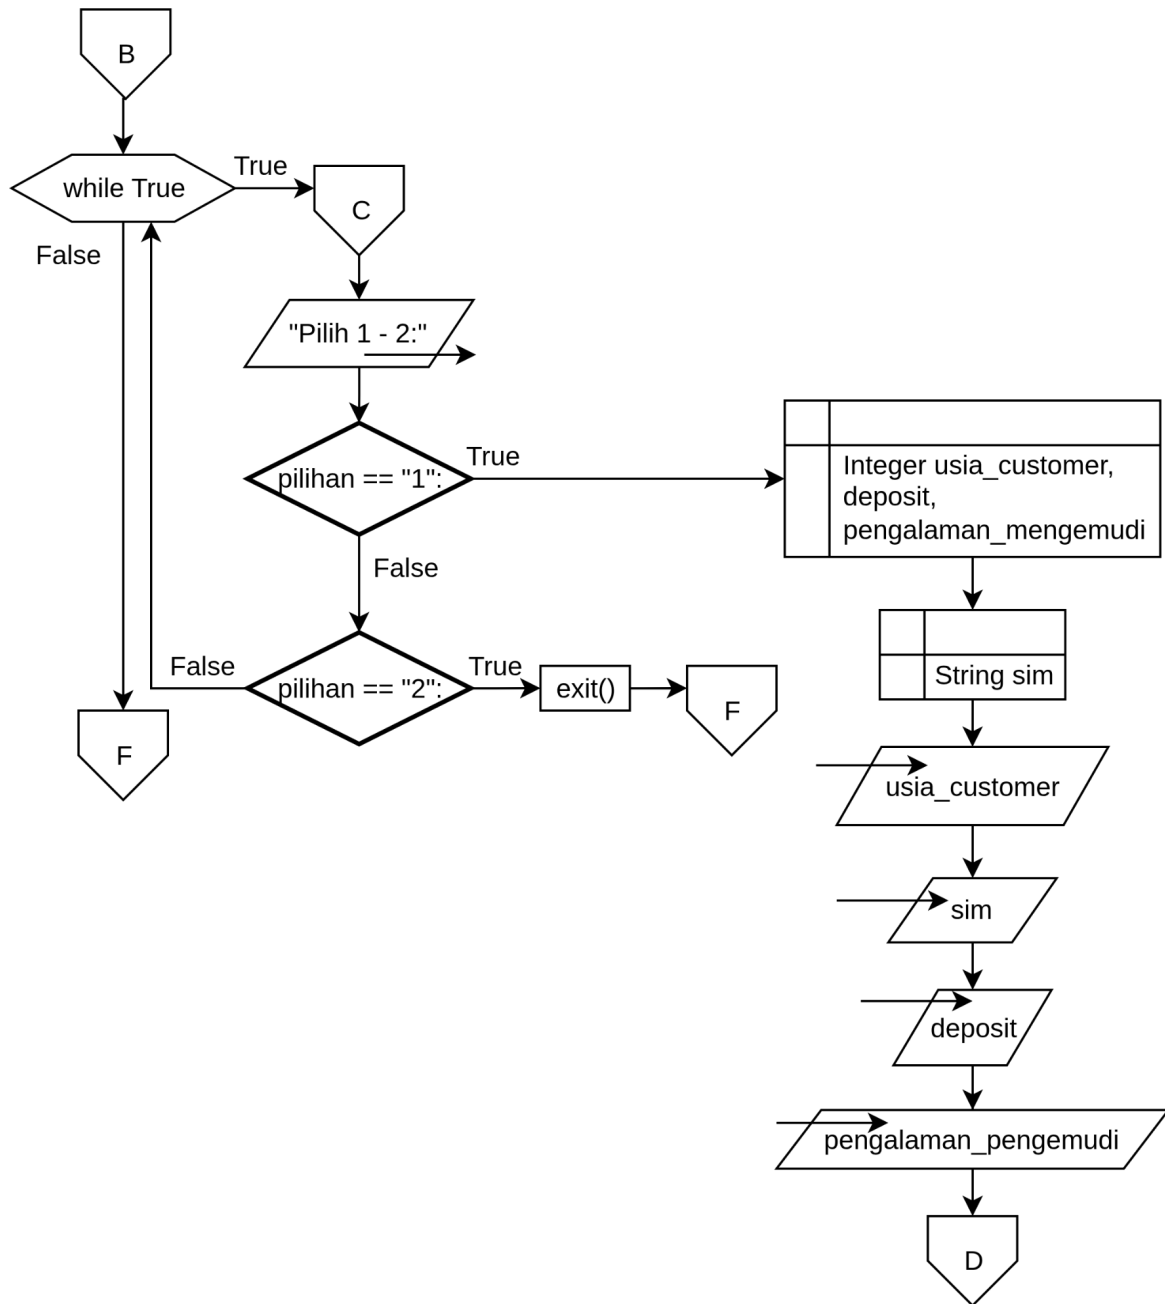 B
while True
True
C
False
"Pilih 1 - 2:"
pilihan == "1":
True
Integer usia_customer,
deposit,
pengalaman_mengemudi
False
String sim
False
pilihan == "2":
True
exit()
F
F
usia_customer
sim
deposit
pengalaman_pengemudi
D